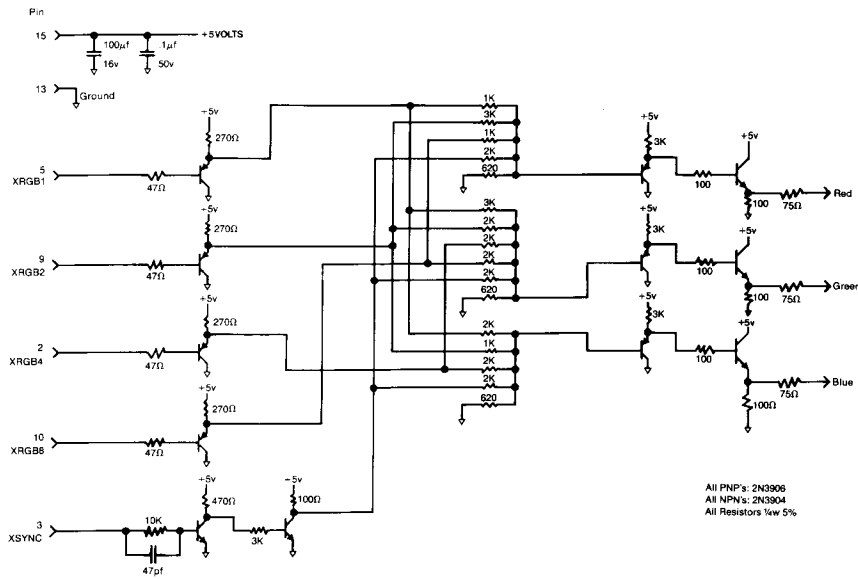 Pin
15
100µf
16v
.1µf
50v
+5VOLTS
13
Ground
+5v
270Ω
5
XRGB1
47Ω
+5v
270Ω
9
XRGB2
47Ω
+5v
270Ω
2
XRGB4
47Ω
+5v
270Ω
10
XRGB8
47Ω
3
XSYNC
10K
47pf
+5v
470Ω
3K
+5v
100Ω
1K
3K
1K
2K
620
3K
2K
2K
2K
2K
620
2K
1K
2K
2K
620
+5v
3K
100
+5v
100
75Ω
Red
+5v
3K
100
+5v
100
75Ω
Green
+5v
3K
100
+5v
100Ω
75Ω
Blue
All PNP's: 2N3906
All NPN's: 2N3904
All Resistors ¼w 5%